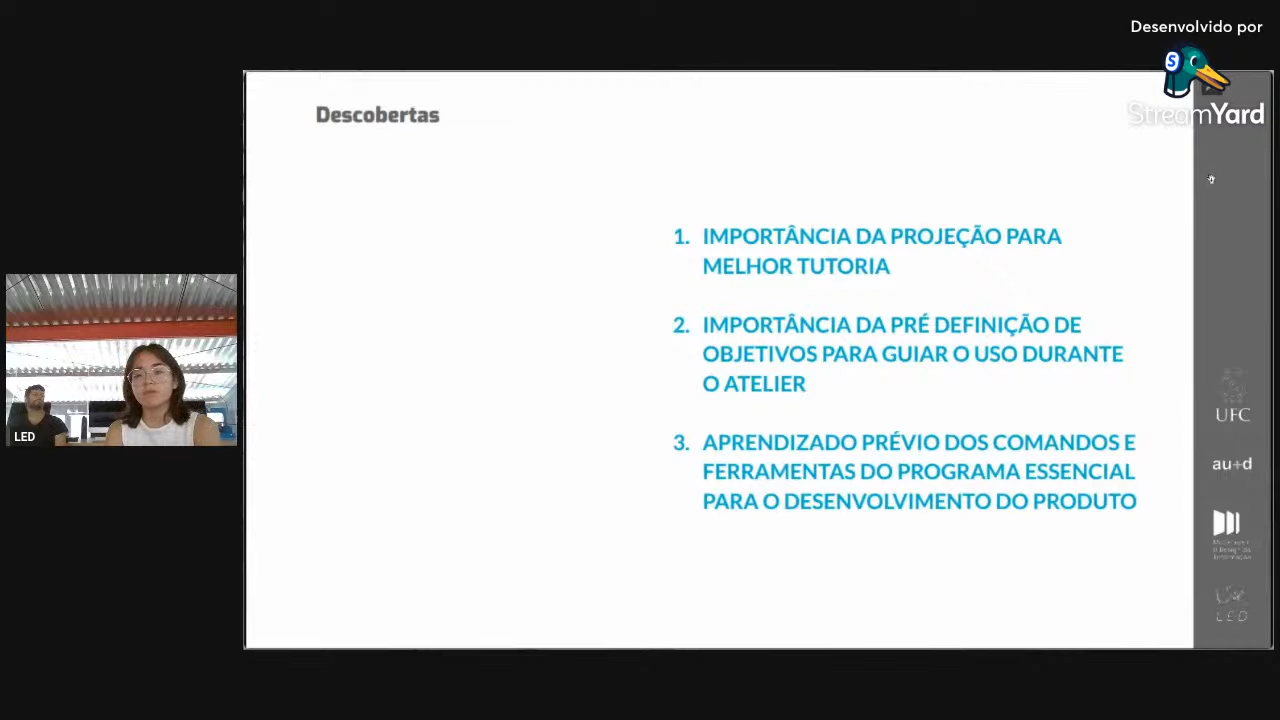 Desenvolvido por
StreamYard
Descobertas
1. IMPORTÂNCIA DA PROJEÇÃO PARA
MELHOR TUTORIA
2. IMPORTÂNCIA DA PRÉ DEFINIÇÃO DE
OBJETIVOS PARA GUIAR O USO DURANTE
O ATELIER
3. APRENDIZADO PRÉVIO DOS COMANDOS E
FERRAMENTAS DO PROGRAMA ESSENCIAL
PARA O DESENVOLVIMENTO DO PRODUTO
LED
UFC
au+d
LED